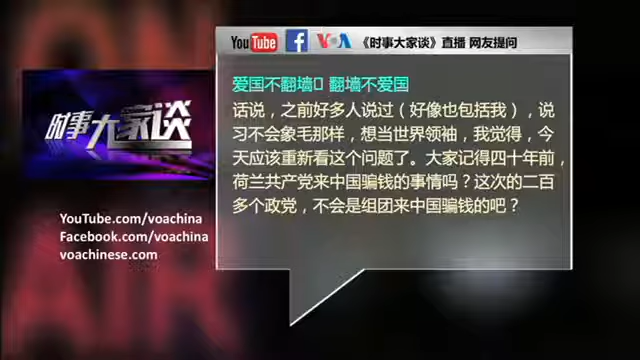 YouTube
f
VOA
《时事大家谈》直播 网友提问
爱国不翻墙 翻墙不爱国
话说，之前好多人说过（好像也包括我），说
习不会象毛那样，想当世界领袖，我觉得，今
天应该重新看这个问题了。大家记得四十年前，
荷兰共产党来中国骗钱的事情吗？这次的二百
多个政党，不会是组团来中国骗钱的吧？
时事大家谈
YouTube.com/voachina
Facebook.com/voachina
voachinese.com
ON
AIR